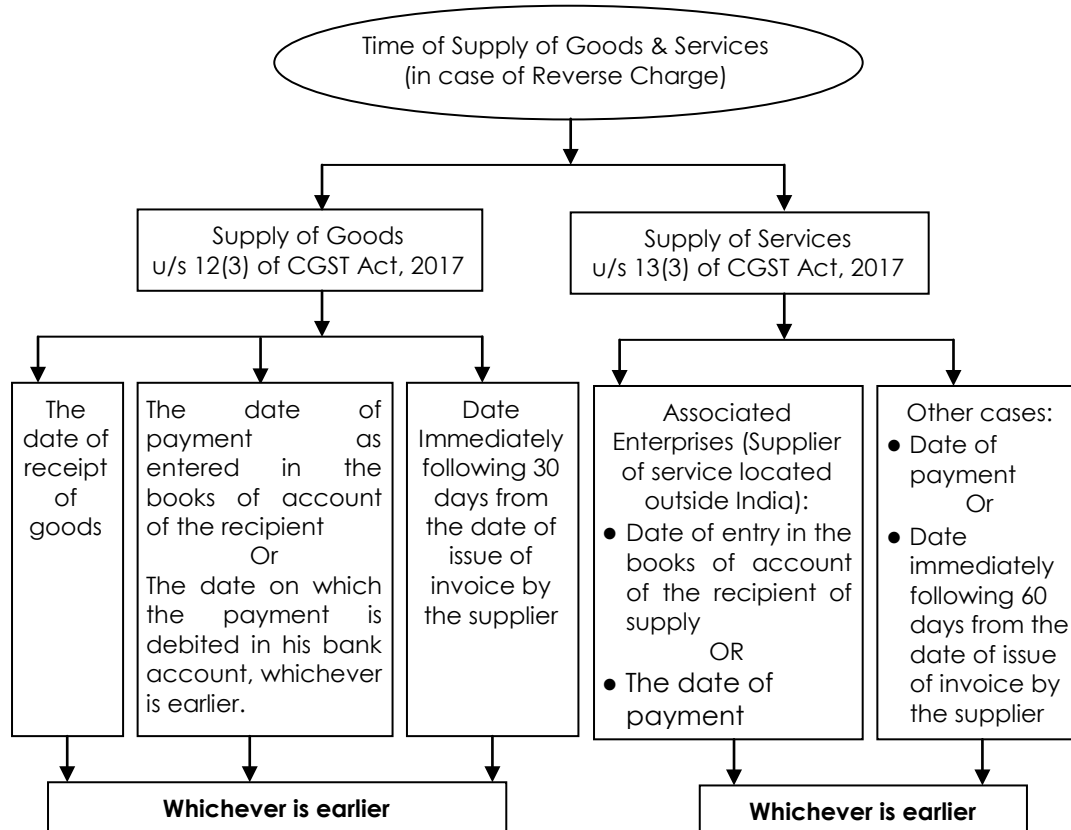 Time of Supply of Goods & Services
(in case of Reverse Charge)
Supply of Goods
u/s 12(3) of CGST Act, 2017
Supply of Services
u/s 13(3) of CGST Act, 2017
The
date of
receipt
of
goods
The date of
payment as
entered in the
books of account
of the recipient
Or
The date on which
the payment is
debited in his bank
account, whichever
is earlier.
Date
Immediately
following 30
days from
the date of
issue of
invoice by
the supplier
Associated
Enterprises (Supplier
of service located
outside India):
● Date of entry in the
books of account
of the recipient of
supply
OR
● The date of
payment
Other cases:
● Date of
payment
Or
● Date
immediately
following 60
days from the
date of issue
of invoice by
the supplier
Whichever is earlier
Whichever is earlier